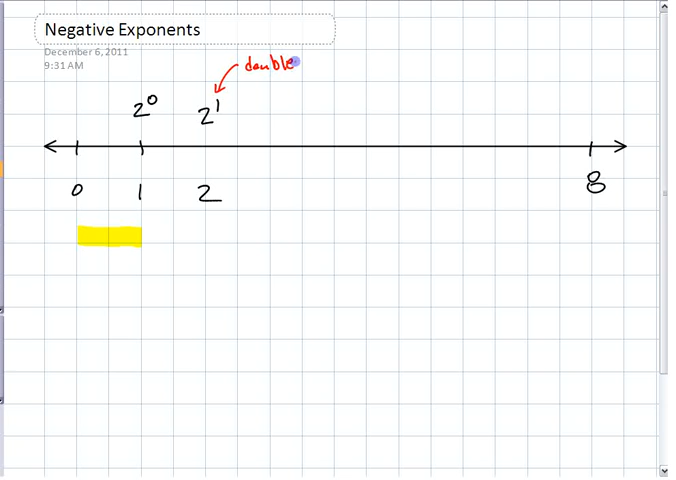 Negative Exponents
December 6, 2011
9:31 AM
double
2⁰ 2¹
0 1 2 8